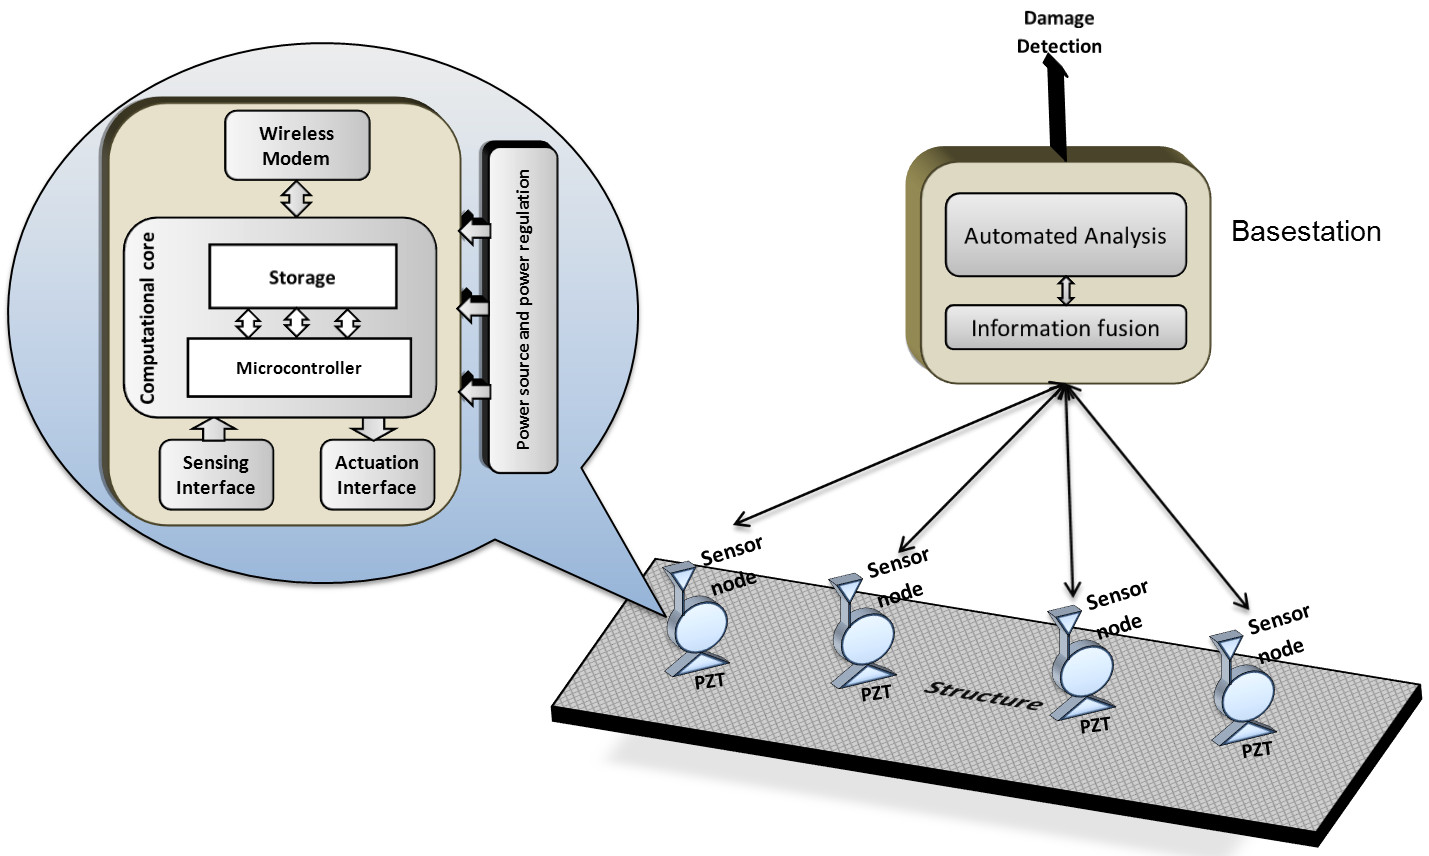 Damage
Detection
Wireless
Modem
Computational core
Storage
Microcontroller
Sensing
Interface
Actuation
Interface
Power source and power regulation
Automated Analysis
Information fusion
Basestation
Sensor
node
PZT
Sensor
node
PZT
Structure
Sensor
node
PZT
Sensor
node
PZT